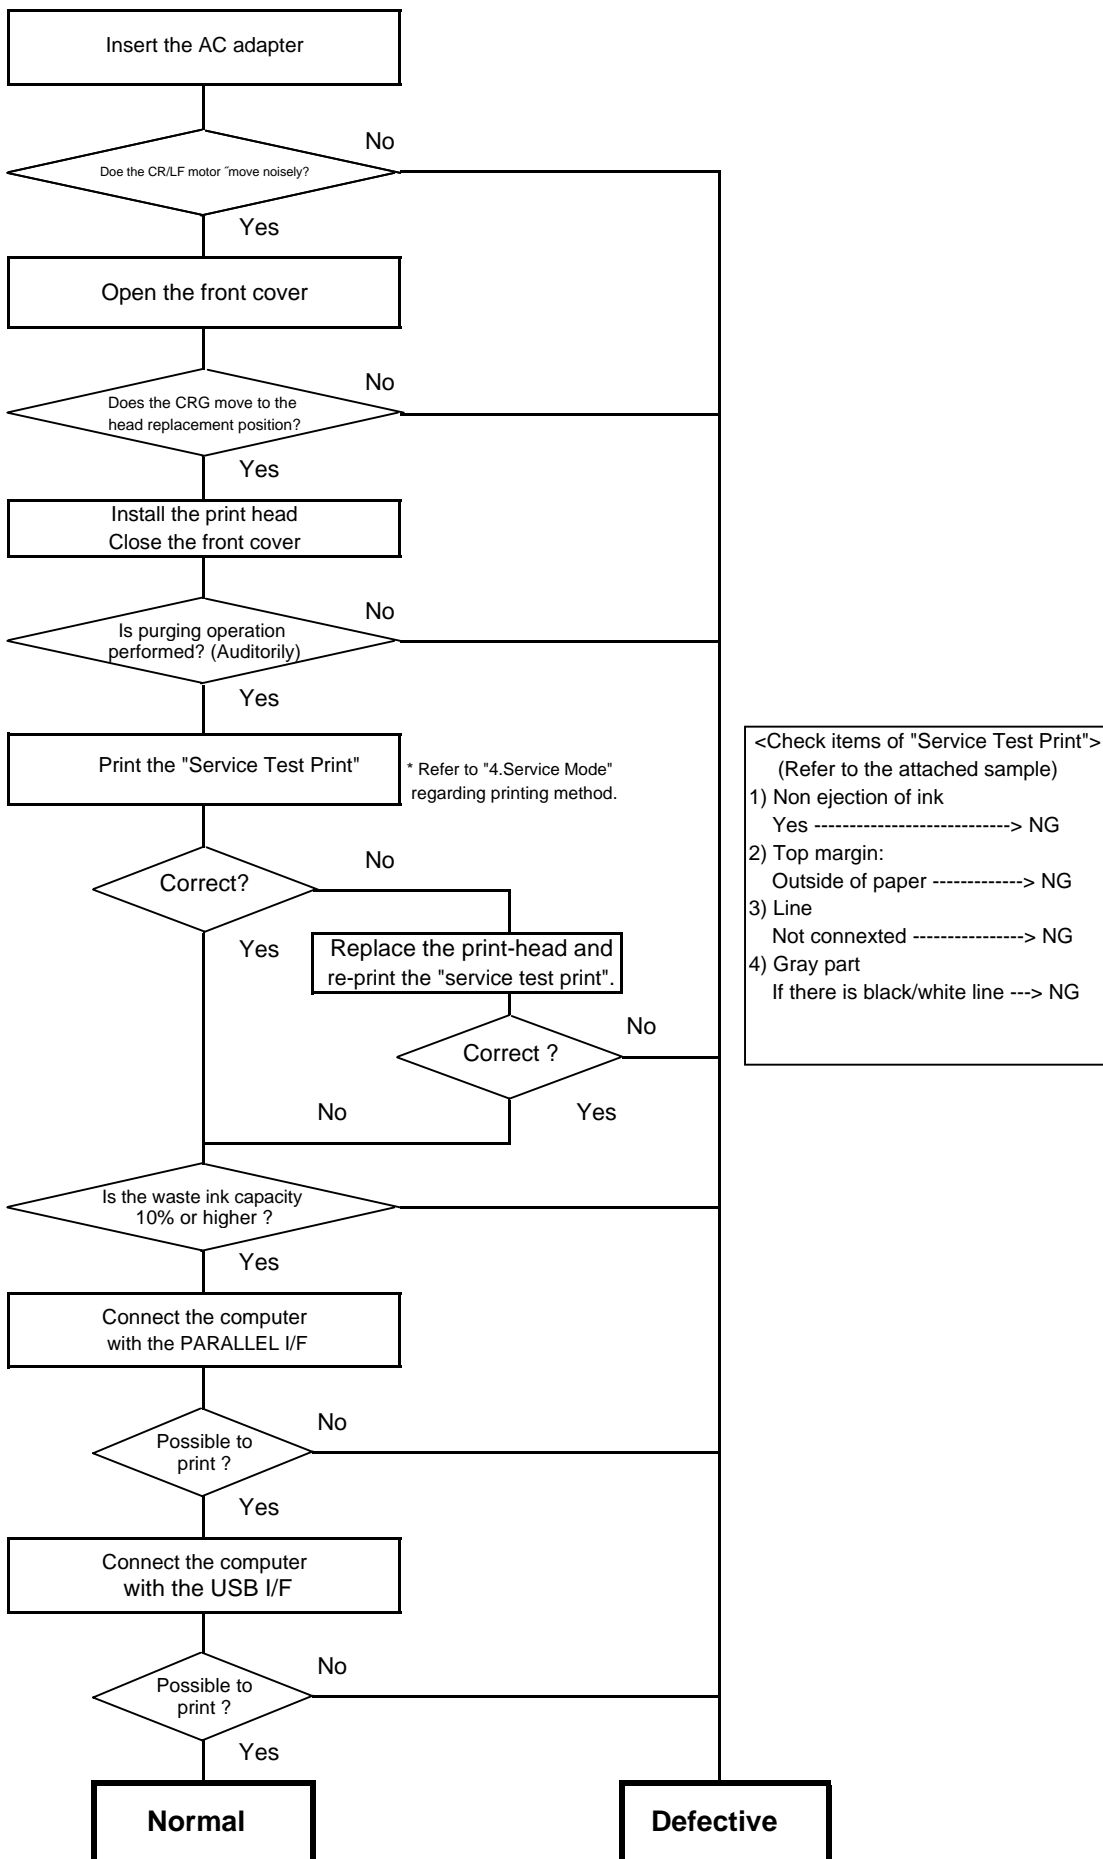 Insert the AC adapter
No
Doe the CR/LF motor ˝move noisely?
Yes
Open the front cover
No
Does the CRG move to the
head replacement position?
Yes
Install the print head
Close the front cover
No
Is purging operation
performed? (Auditorily)
Yes
Print the "Service Test Print"
* Refer to "4.Service Mode"
regarding printing method.
<Check items of "Service Test Print">
(Refer to the attached sample)
1) Non ejection of ink
Yes ----------------------------> NG
2) Top margin:
Outside of paper -------------> NG
3) Line
Not connexted ----------------> NG
4) Gray part
If there is black/white line ---> NG
No
Correct?
Yes
Replace the print-head and
re-print the "service test print".
No
Correct ?
No
Yes
Is the waste ink capacity
10% or higher ?
Yes
Connect the computer
with the PARALLEL I/F
No
Possible to
print ?
Yes
Connect the computer
with the USB I/F
No
Possible to
print ?
Yes
Normal
Defective